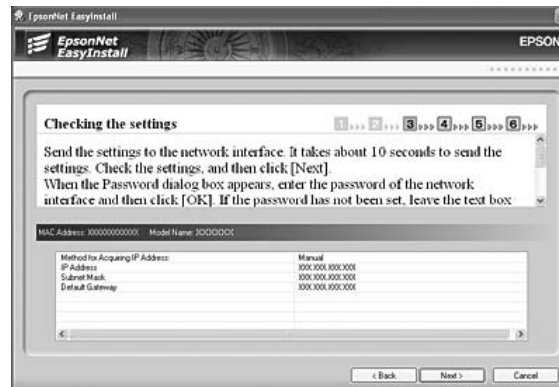 EpsonNet EasyInstall
EpsonNet
EasyInstall
EPSON
Checking the settings
1 2 3 4 5 6
Send the settings to the network interface. It takes about 10 seconds to send the
settings. Check the settings, and then click [Next].
When the Password dialog box appears, enter the password of the network
interface and then click [OK]. If the password has not been set, leave the text box
MAC Address: XXXXXXXXXXXX Model Name: XXXXXXX
Method for Acquiring IP Address: Manual
IP Address XXX.XXX.XXX.XXX
Subnet Mask XXX.XXX.XXX.XXX
Default Gateway XXX.XXX.XXX.XXX
< Back Next > Cancel